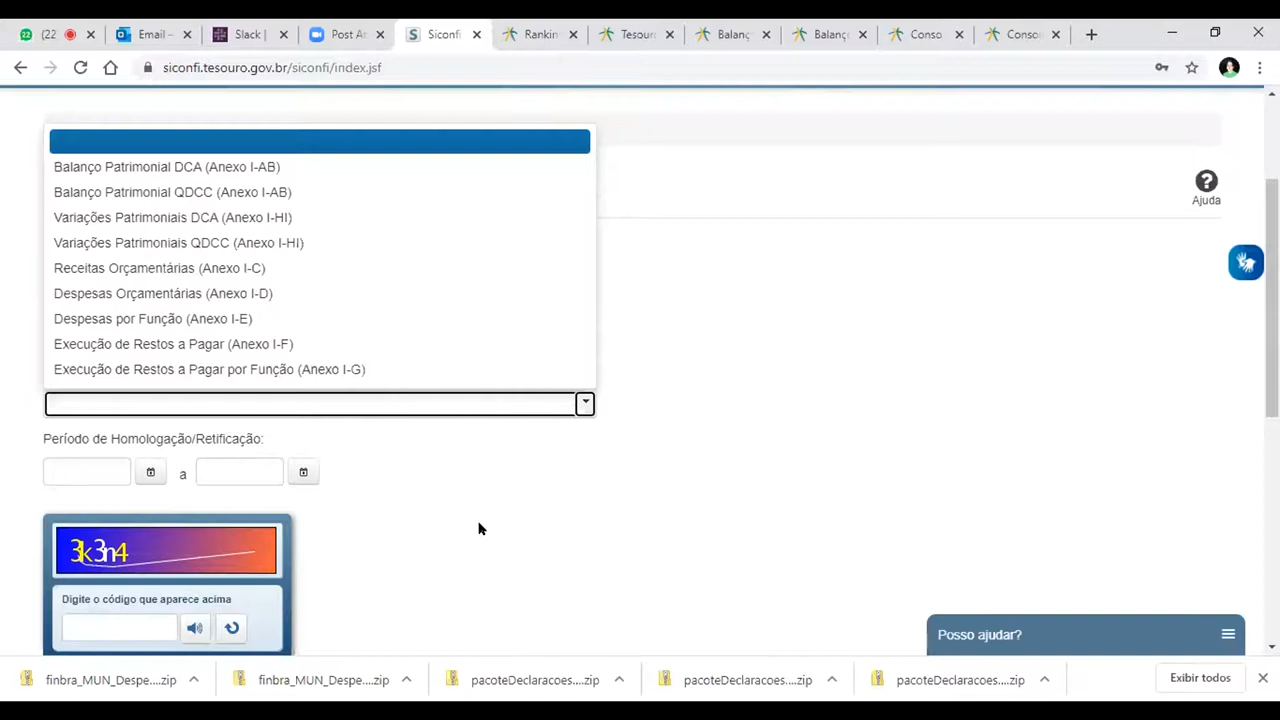 22 (22
Email –
Slack |
Post At
S Siconfi
Rankin
Tesour
Balanç
Balanç
Conso
Conso
siconfi.tesouro.gov.br/siconfi/index.jsf
Balanço Patrimonial DCA (Anexo I-AB)
Balanço Patrimonial QDCC (Anexo I-AB)
Variações Patrimoniais DCA (Anexo I-HI)
Variações Patrimoniais QDCC (Anexo I-HI)
Receitas Orçamentárias (Anexo I-C)
Despesas Orçamentárias (Anexo I-D)
Despesas por Função (Anexo I-E)
Execução de Restos a Pagar (Anexo I-F)
Execução de Restos a Pagar por Função (Anexo I-G)
Ajuda
Período de Homologação/Retificação:
a
3k3n4
Digite o código que aparece acima
Posso ajudar?
finbra_MUN_Despe....zip
finbra_MUN_Despe....zip
pacoteDeclaracoes....zip
pacoteDeclaracoes....zip
pacoteDeclaracoes....zip
Exibir todos